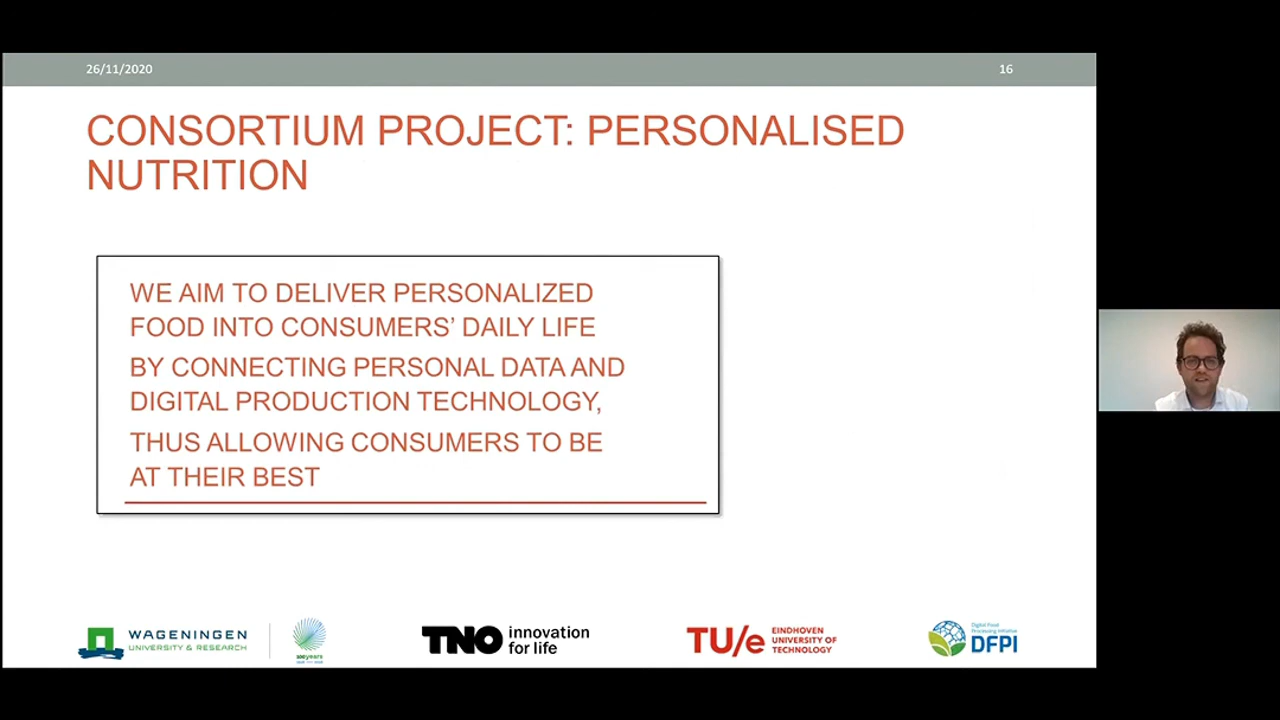 26/11/2020
16
CONSORTIUM PROJECT: PERSONALISED
NUTRITION
WE AIM TO DELIVER PERSONALIZED
FOOD INTO CONSUMERS’ DAILY LIFE
BY CONNECTING PERSONAL DATA AND
DIGITAL PRODUCTION TECHNOLOGY,
THUS ALLOWING CONSUMERS TO BE
AT THEIR BEST
WAGENINGEN
UNIVERSITY & RESEARCH
100years
TNO innovation
for life
TU/e EINDHOVEN
UNIVERSITY OF
TECHNOLOGY
Digital Food
Processing Initiative
DFPI